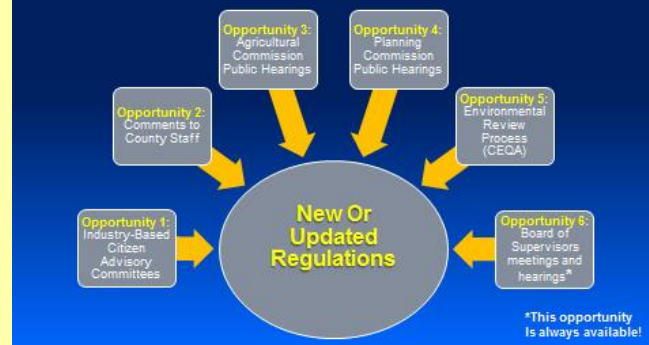 Opportunity 1:
Industry-Based
Citizen
Advisory
Committees
Opportunity 2:
Comments to
County Staff
Opportunity 3:
Agricultural
Commission
Public Hearings
Opportunity 4:
Planning
Commission
Public Hearings
Opportunity 5:
Environmental
Review
Process
(CEQA)
Opportunity 6:
Board of
Supervisors
meetings and
hearings*
New Or
Updated
Regulations
*This opportunity
Is always available!